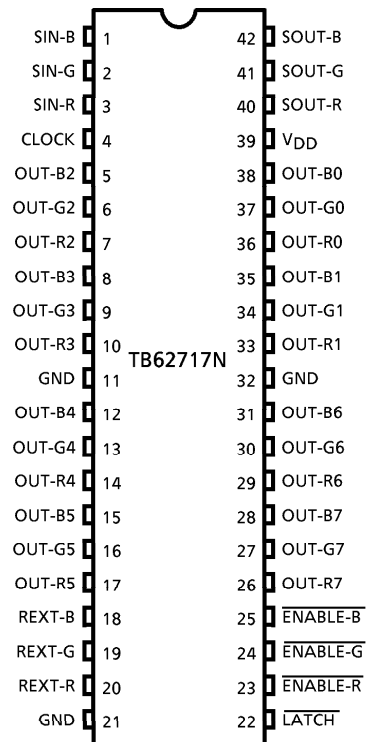 SIN-B 1 42 SOUT-B
SIN-G 2 41 SOUT-G
SIN-R 3 40 SOUT-R
CLOCK 4 39 VDD
OUT-B2 5 38 OUT-B0
OUT-G2 6 37 OUT-G0
OUT-R2 7 36 OUT-R0
OUT-B3 8 35 OUT-B1
OUT-G3 9 34 OUT-G1
OUT-R3 10 33 OUT-R1
TB62717N
GND 11 32 GND
OUT-B4 12 31 OUT-B6
OUT-G4 13 30 OUT-G6
OUT-R4 14 29 OUT-R6
OUT-B5 15 28 OUT-B7
OUT-G5 16 27 OUT-G7
OUT-R5 17 26 OUT-R7
REXT-B 18 25 ENABLE-B
REXT-G 19 24 ENABLE-G
REXT-R 20 23 ENABLE-R
GND 21 22 LATCH